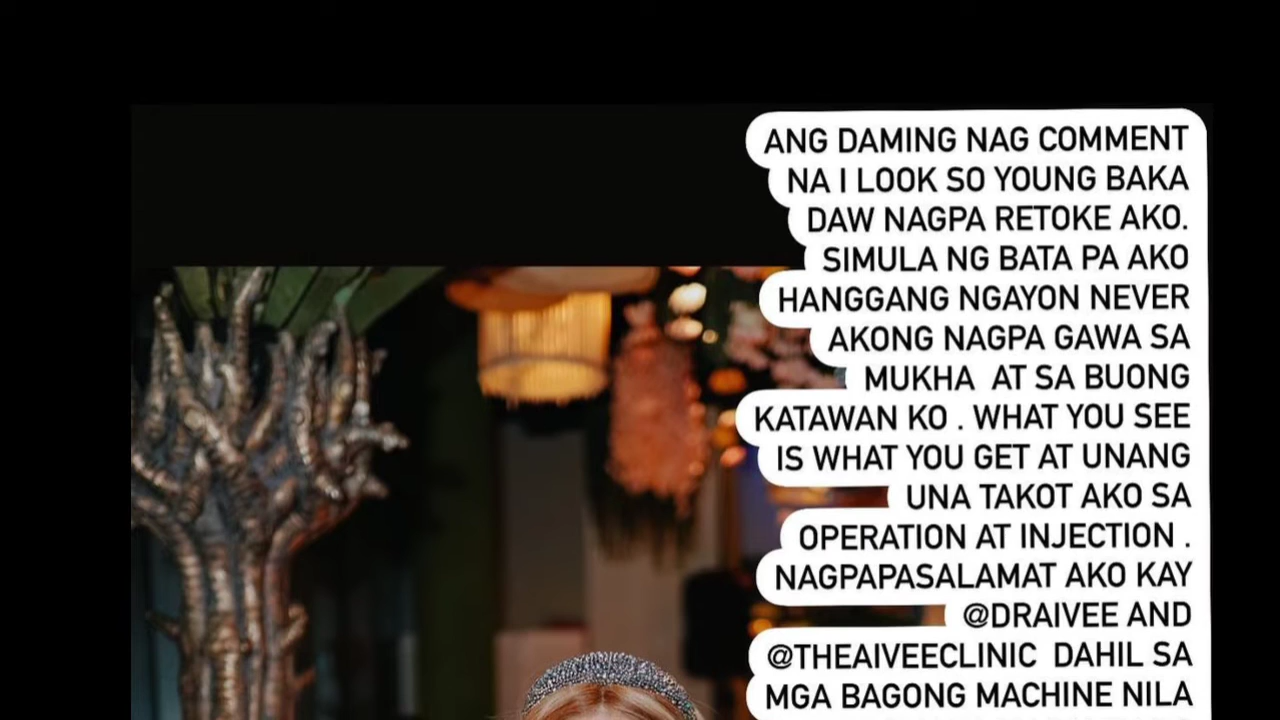 ANG DAMING NAG COMMENT
NA I LOOK SO YOUNG BAKA
DAW NAGPA RETOKE AKO.
SIMULA NG BATA PA AKO
HANGGANG NGAYON NEVER
AKONG NAGPA GAWA SA
MUKHA AT SA BUONG
KATAWAN KO . WHAT YOU SEE
IS WHAT YOU GET AT UNANG
UNA TAKOT AKO SA
OPERATION AT INJECTION .
NAGPAPASALAMAT AKO KAY
@DRAIVEE AND
@THEAIVEECLINIC DAHIL SA
MGA BAGONG MACHINE NILA